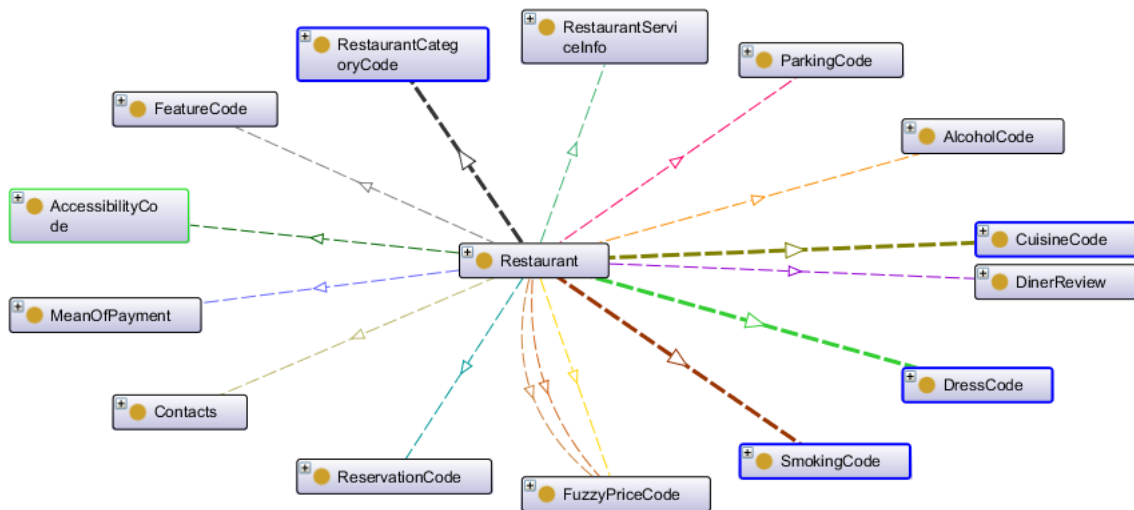 RestaurantServi
ceInfo
RestaurantCateg
oryCode
ParkingCode
FeatureCode
AlcoholCode
AccessibilityCo
de
CuisineCode
Restaurant
DinerReview
MeanOfPayment
DressCode
Contacts
SmokingCode
ReservationCode
FuzzyPriceCode